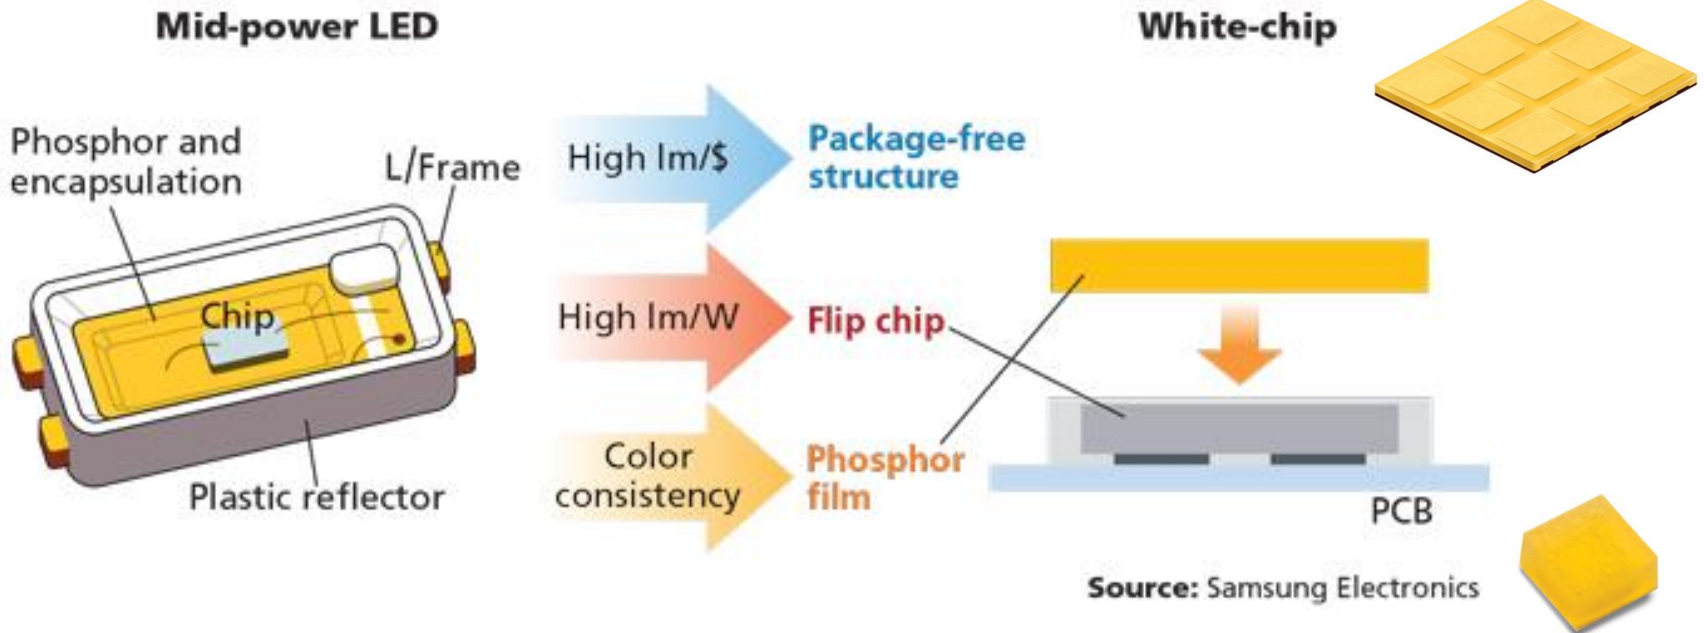 Mid-power LED
White-chip
Phosphor and
encapsulation
L/Frame
Chip
Plastic reflector
High lm/$
Package-free
structure
High lm/W
Flip chip
Color
consistency
Phosphor
film
PCB
Source: Samsung Electronics